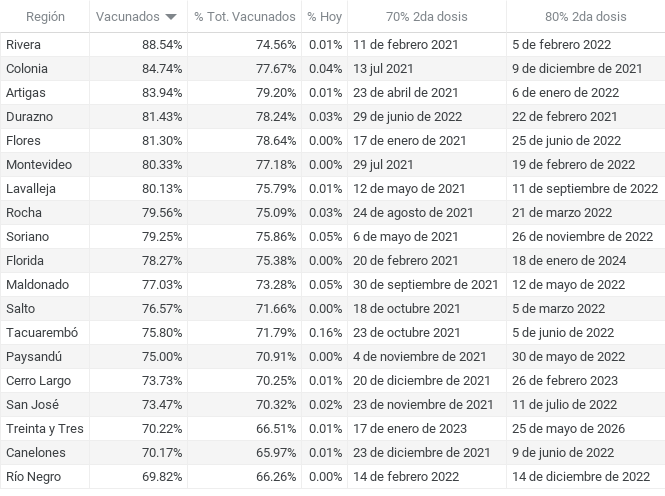 Región Vacunados % Tot. Vacunados % Hoy 70% 2da dosis 80% 2da dosis
Rivera 88.54% 74.56% 0.01% 11 de febrero 2021 5 de febrero 2022
Colonia 84.74% 77.67% 0.04% 13 jul 2021 9 de diciembre de 2021
Artigas 83.94% 79.20% 0.01% 23 de abril de 2021 6 de enero de 2022
Durazno 81.43% 78.24% 0.03% 29 de junio de 2022 22 de febrero 2021
Flores 81.30% 78.64% 0.00% 17 de enero de 2021 25 de junio de 2022
Montevideo 80.33% 77.18% 0.00% 29 jul 2021 19 de febrero de 2022
Lavalleja 80.13% 75.79% 0.01% 12 de mayo de 2021 11 de septiembre de 2022
Rocha 79.56% 75.09% 0.03% 24 de agosto de 2021 21 de marzo 2022
Soriano 79.25% 75.86% 0.05% 6 de mayo de 2021 26 de noviembre de 2022
Florida 78.27% 75.38% 0.00% 20 de febrero 2021 18 de enero de 2024
Maldonado 77.03% 73.28% 0.05% 30 de septiembre de 2021 12 de mayo de 2022
Salto 76.57% 71.66% 0.00% 18 de octubre 2021 5 de marzo 2022
Tacuarembó 75.80% 71.79% 0.16% 23 de octubre 2021 5 de junio de 2022
Paysandú 75.00% 70.91% 0.00% 4 de noviembre de 2021 30 de mayo de 2022
Cerro Largo 73.73% 70.25% 0.01% 20 de diciembre de 2021 26 de febrero 2023
San José 73.47% 70.32% 0.02% 23 de noviembre de 2021 11 de julio de 2022
Treinta y Tres 70.22% 66.51% 0.01% 17 de enero de 2023 25 de mayo de 2026
Canelones 70.17% 65.97% 0.01% 23 de diciembre de 2021 9 de junio de 2022
Río Negro 69.82% 66.26% 0.00% 14 de febrero 2022 14 de diciembre de 2022